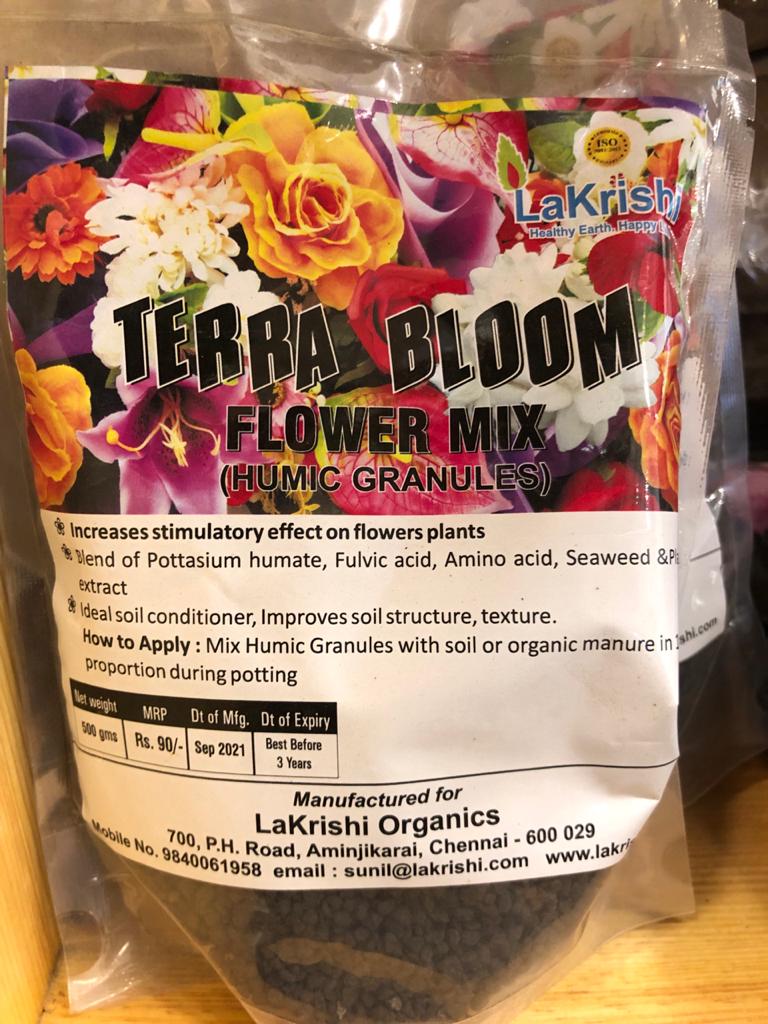 ISO
LaKrishi
Healthy Earth. Happy
TERRA BLOOM
FLOWER MIX
(HUMIC GRANULES)
Increases stimulatory effect on flowers plants
Blend of Pottasium humate, Fulvic acid, Amino acid, Seaweed &
extract
Ideal soil conditioner, Improves soil structure, texture.
How to Apply : Mix Humic Granules with soil or organic manure in
proportion during potting
Net weight MRP Dt of Mfg. Dt of Expiry
500 gms Rs. 90/- Sep 2021 Best Before
3 Years
Manufactured for
LaKrishi Organics
700, P.H. Road, Aminjikarai, Chennai - 600 029
Mobile No. 9840061958 email : sunil@lakrishi.com www.lakri
shi.com